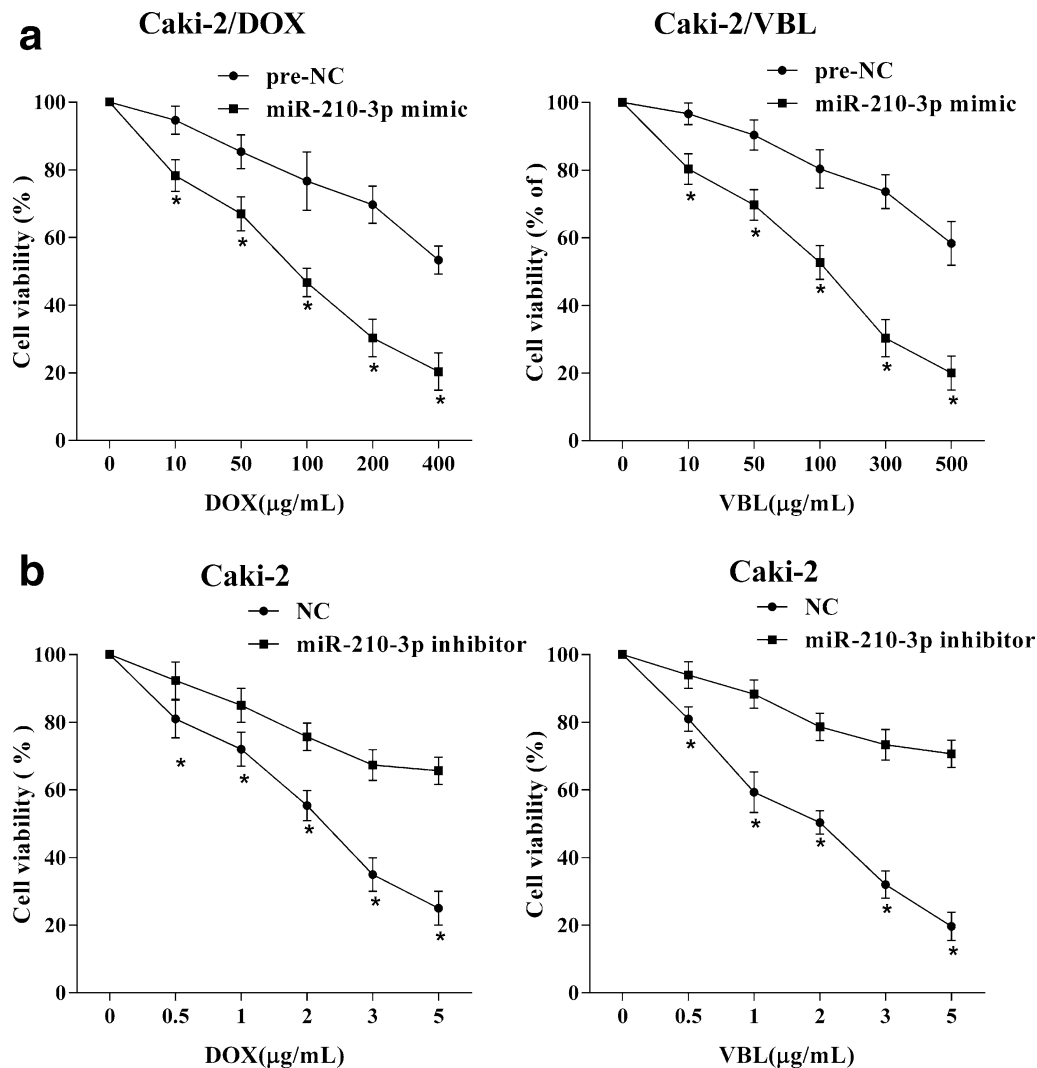 a
Caki-2/DOX
pre-NC
miR-210-3p mimic
Cell viability (% )
100
80
60
40
20
0
* * * * *
0 10 50 100 200 400
DOX(μg/mL)
Caki-2/VBL
pre-NC
miR-210-3p mimic
Cell viability (% of )
100
80
60
40
20
0
* * * * *
0 10 50 100 300 500
VBL(μg/mL)
b
Caki-2
NC
miR-210-3p inhibitor
Cell viability ( % )
100
80
60
40
20
0
* * * * *
0 0.5 1 2 3 5
DOX(μg/mL)
Caki-2
NC
miR-210-3p inhibitor
Cell viability (%)
100
80
60
40
20
0
* * * * *
0 0.5 1 2 3 5
VBL(μg/mL)